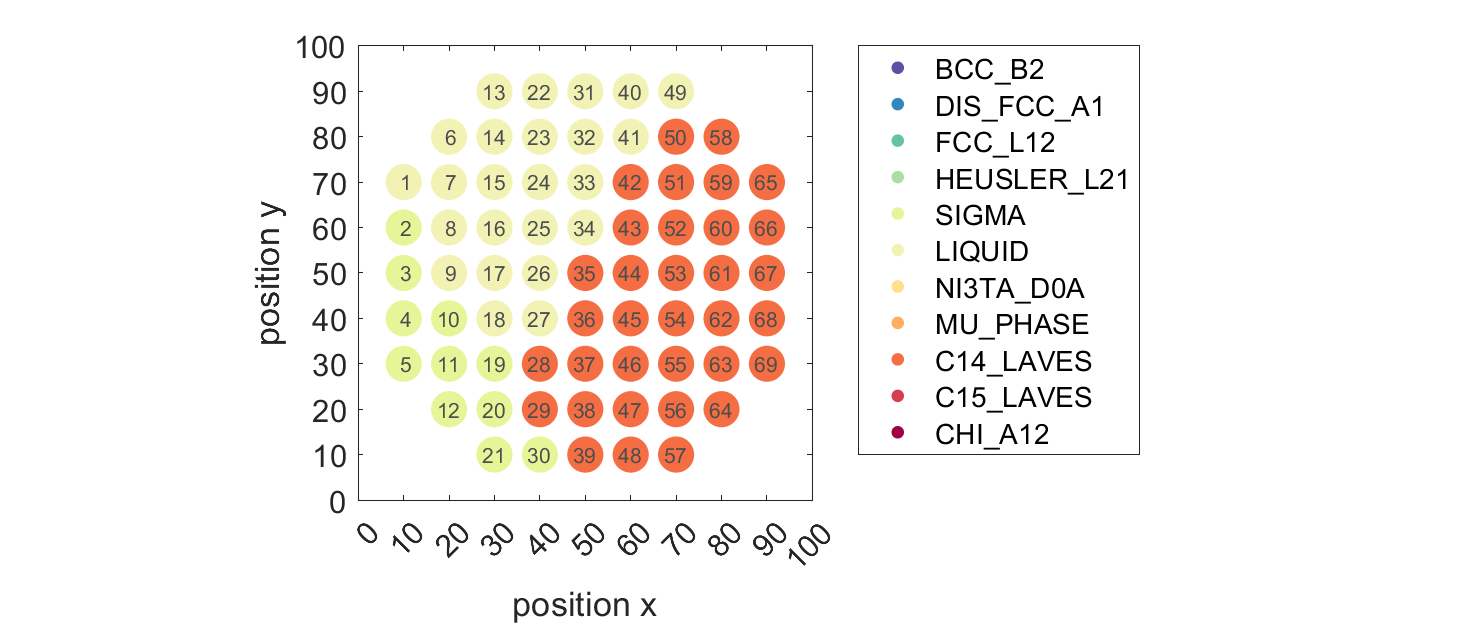 100
90
80
70
60
50
40
30
20
10
0
position y
13 22 31 40 49
6 14 23 32 41 50 58
1 7 15 24 33 42 51 59 65
2 8 16 25 34 43 52 60 66
3 9 17 26 35 44 53 61 67
4 10 18 27 36 45 54 62 68
5 11 19 28 37 46 55 63 69
12 20 29 38 47 56 64
21 30 39 48 57
0 10 20 30 40 50 60 70 80 90 100
position x
BCC_B2
DIS_FCC_A1
FCC_L12
HEUSLER_L21
SIGMA
LIQUID
NI3TA_D0A
MU_PHASE
C14_LAVES
C15_LAVES
CHI_A12